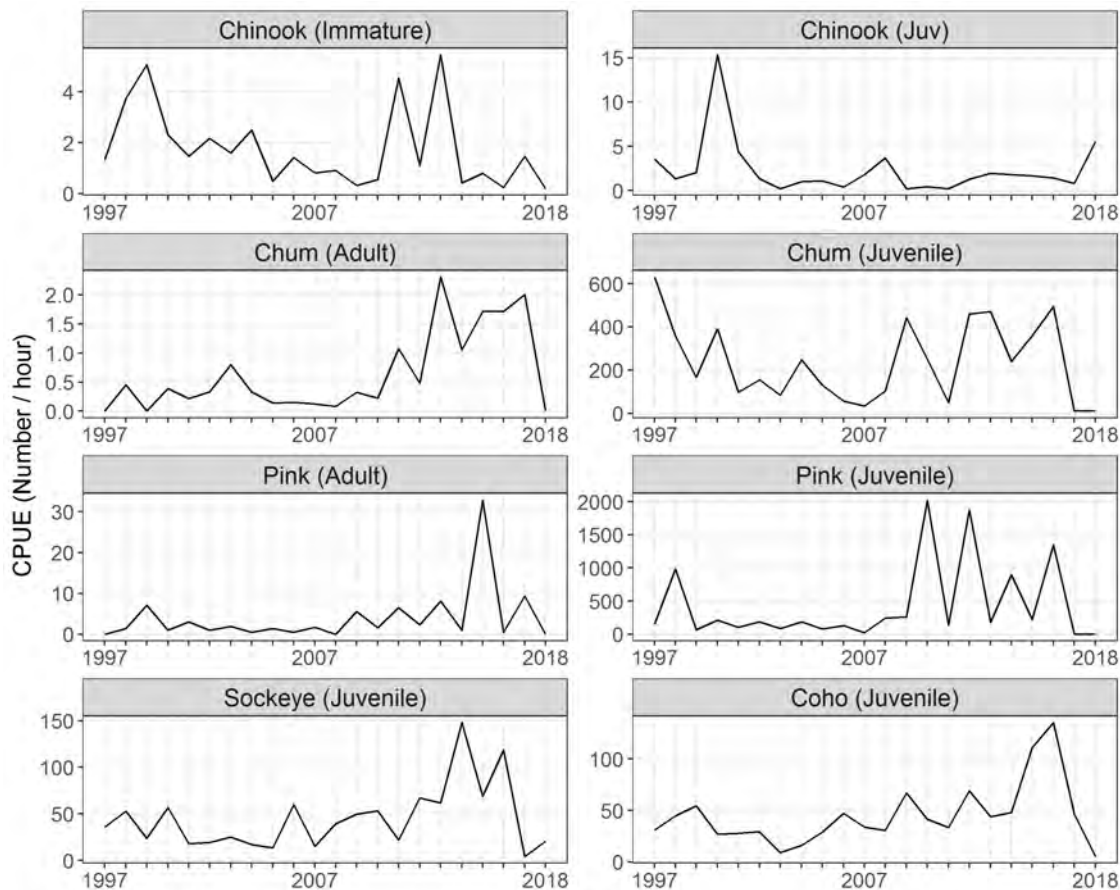 Chinook (Immature)
4
2
0
1997 2007 2018
Chinook (Juv)
15
10
5
0
1997 2007 2018
Chum (Adult)
2.0
1.5
1.0
0.5
0.0
1997 2007 2018
Chum (Juvenile)
600
400
200
0
1997 2007 2018
Pink (Adult)
30
20
10
0
1997 2007 2018
Pink (Juvenile)
2000
1500
1000
500
0
1997 2007 2018
Sockeye (Juvenile)
150
100
50
0
1997 2007 2018
Coho (Juvenile)
100
50
0
1997 2007 2018
CPUE (Number / hour)